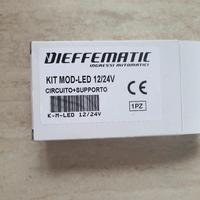 DIEFFEMATIC
INGRESSI AUTOMATICI
KIT MOD-LED 12/24V
CIRCUITO+SUPPORTO
CE
1PZ
K-M-LED 12/24V